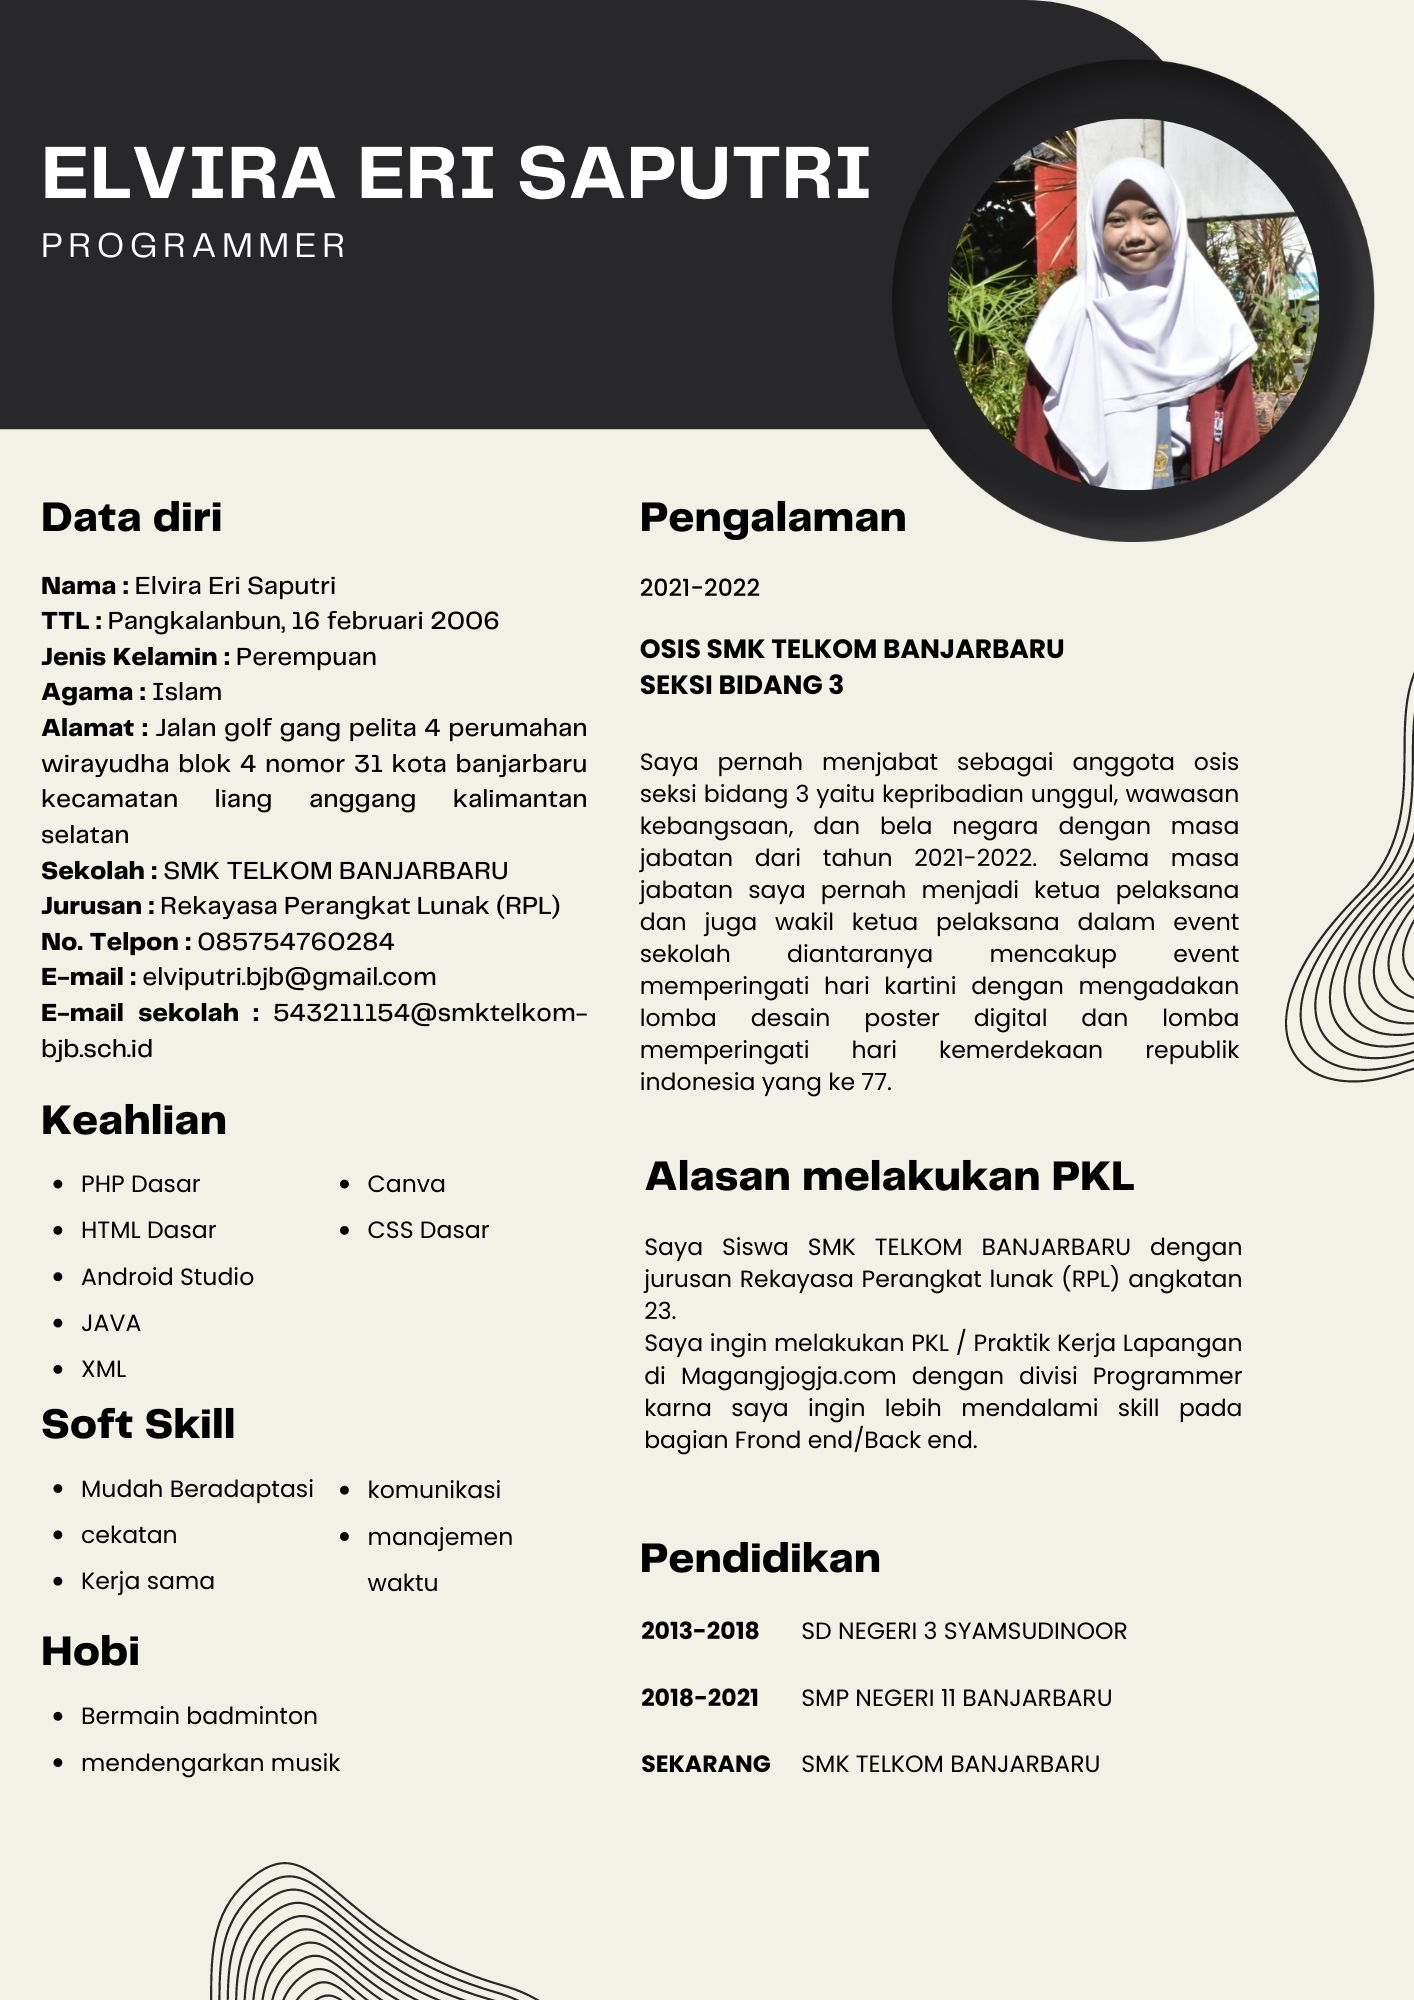 ELVIRA ERI SAPUTRI
PROGRAMMER
Data diri
Nama : Elvira Eri Saputri
TTL : Pangkalanbun, 16 februari 2006
Jenis Kelamin : Perempuan
Agama : Islam
Alamat : Jalan golf gang pelita 4 perumahan
wirayudha blok 4 nomor 31 kota banjarbaru
kecamatan liang anggang kalimantan
selatan
Sekolah : SMK TELKOM BANJARBARU
Jurusan : Rekayasa Perangkat Lunak (RPL)
No. Telpon : 085754760284
E-mail : elviputri.bjb@gmail.com
E-mail sekolah : 543211154@smktelkom-
bjb.sch.id
Keahlian
• PHP Dasar
• HTML Dasar
• Android Studio
• JAVA
• XML
• Canva
• CSS Dasar
Soft Skill
• Mudah Beradaptasi
• cekatan
• Kerja sama
• komunikasi
• manajemen
waktu
Hobi
• Bermain badminton
• mendengarkan musik
Pengalaman
2021-2022
OSIS SMK TELKOM BANJARBARU
SEKSI BIDANG 3
Saya pernah menjabat sebagai anggota osis
seksi bidang 3 yaitu kepribadian unggul, wawasan
kebangsaan, dan bela negara dengan masa
jabatan dari tahun 2021-2022. Selama masa
jabatan saya pernah menjadi ketua pelaksana
dan juga wakil ketua pelaksana dalam event
sekolah diantaranya mencakup event
memperingati hari kartini dengan mengadakan
lomba desain poster digital dan lomba
memperingati hari kemerdekaan republik
indonesia yang ke 77.
Alasan melakukan PKL
Saya Siswa SMK TELKOM BANJARBARU dengan
jurusan Rekayasa Perangkat lunak (RPL) angkatan
23.
Saya ingin melakukan PKL / Praktik Kerja Lapangan
di Magangjogja.com dengan divisi Programmer
karna saya ingin lebih mendalami skill pada
bagian Frond end/Back end.
Pendidikan
2013-2018 SD NEGERI 3 SYAMSUDINOOR
2018-2021 SMP NEGERI 11 BANJARBARU
SEKARANG SMK TELKOM BANJARBARU